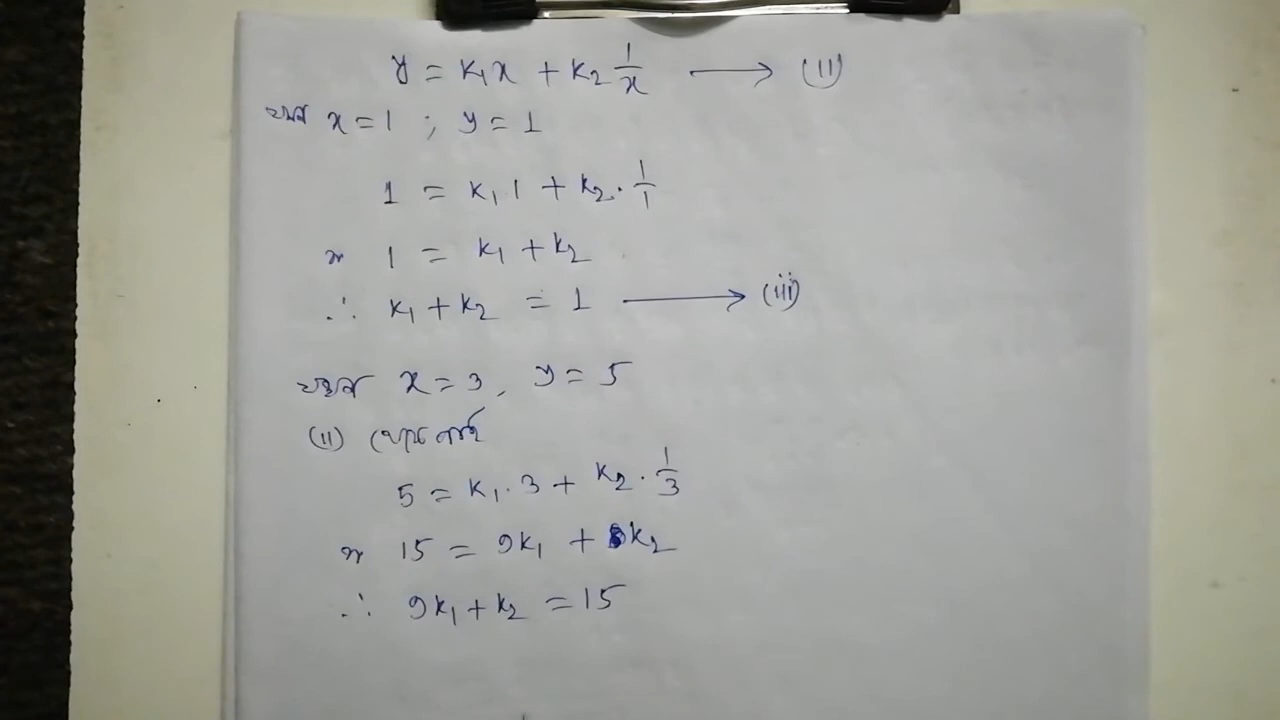 y = k₁x + k₂ 1/x ⟶ (ii)
যখন x = 1 ; y = 1
1 = k₁ 1 + k₂ · 1/1
বা 1 = k₁ + k₂
∴ k₁ + k₂ = 1 ⟶ (iii)
যখন x = 3, y = 5
(ii) থেকে পাই
5 = k₁ · 3 + k₂ · 1/3
বা 15 = 9k₁ + k₂
∴ 9k₁ + k₂ = 15